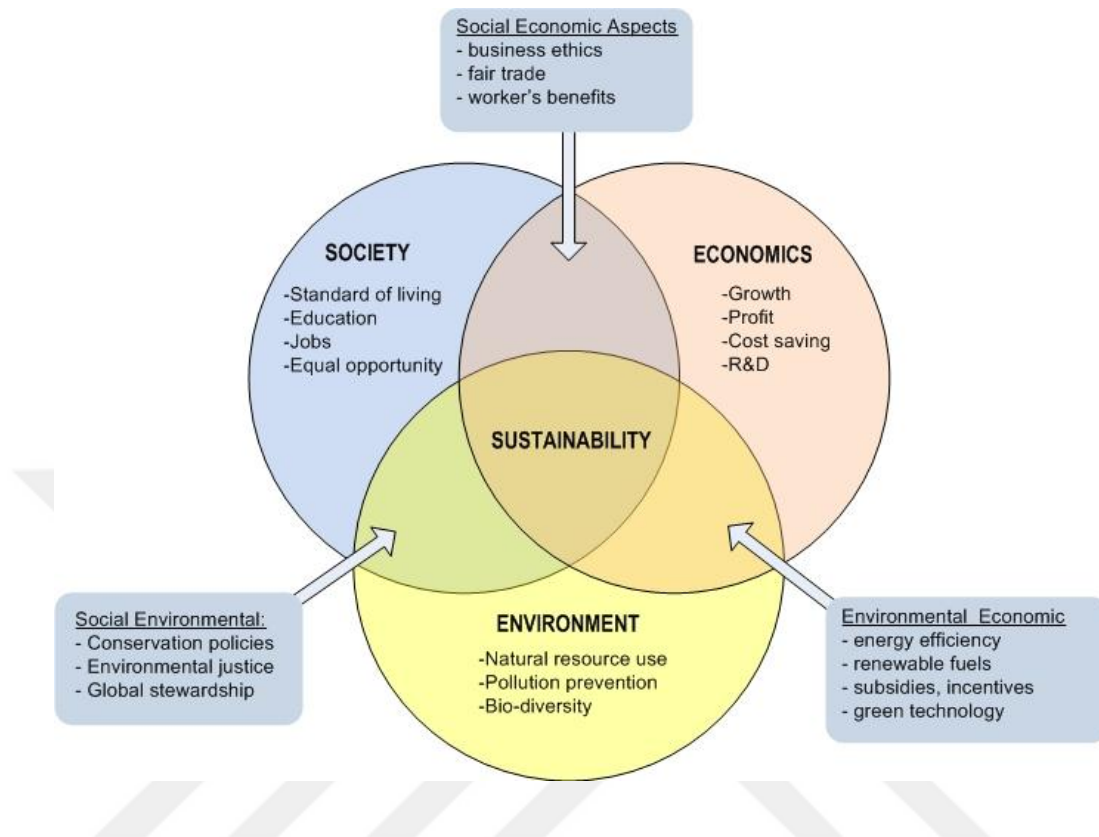 Social Economic Aspects
- business ethics
- fair trade
- worker's benefits
SOCIETY
-Standard of living
-Education
-Jobs
-Equal opportunity
ECONOMICS
-Growth
-Profit
-Cost saving
-R&D
SUSTAINABILITY
Social Environmental:
- Conservation policies
- Environmental justice
- Global stewardship
ENVIRONMENT
-Natural resource use
-Pollution prevention
-Bio-diversity
Environmental Economic
- energy efficiency
- renewable fuels
- subsidies, incentives
- green technology